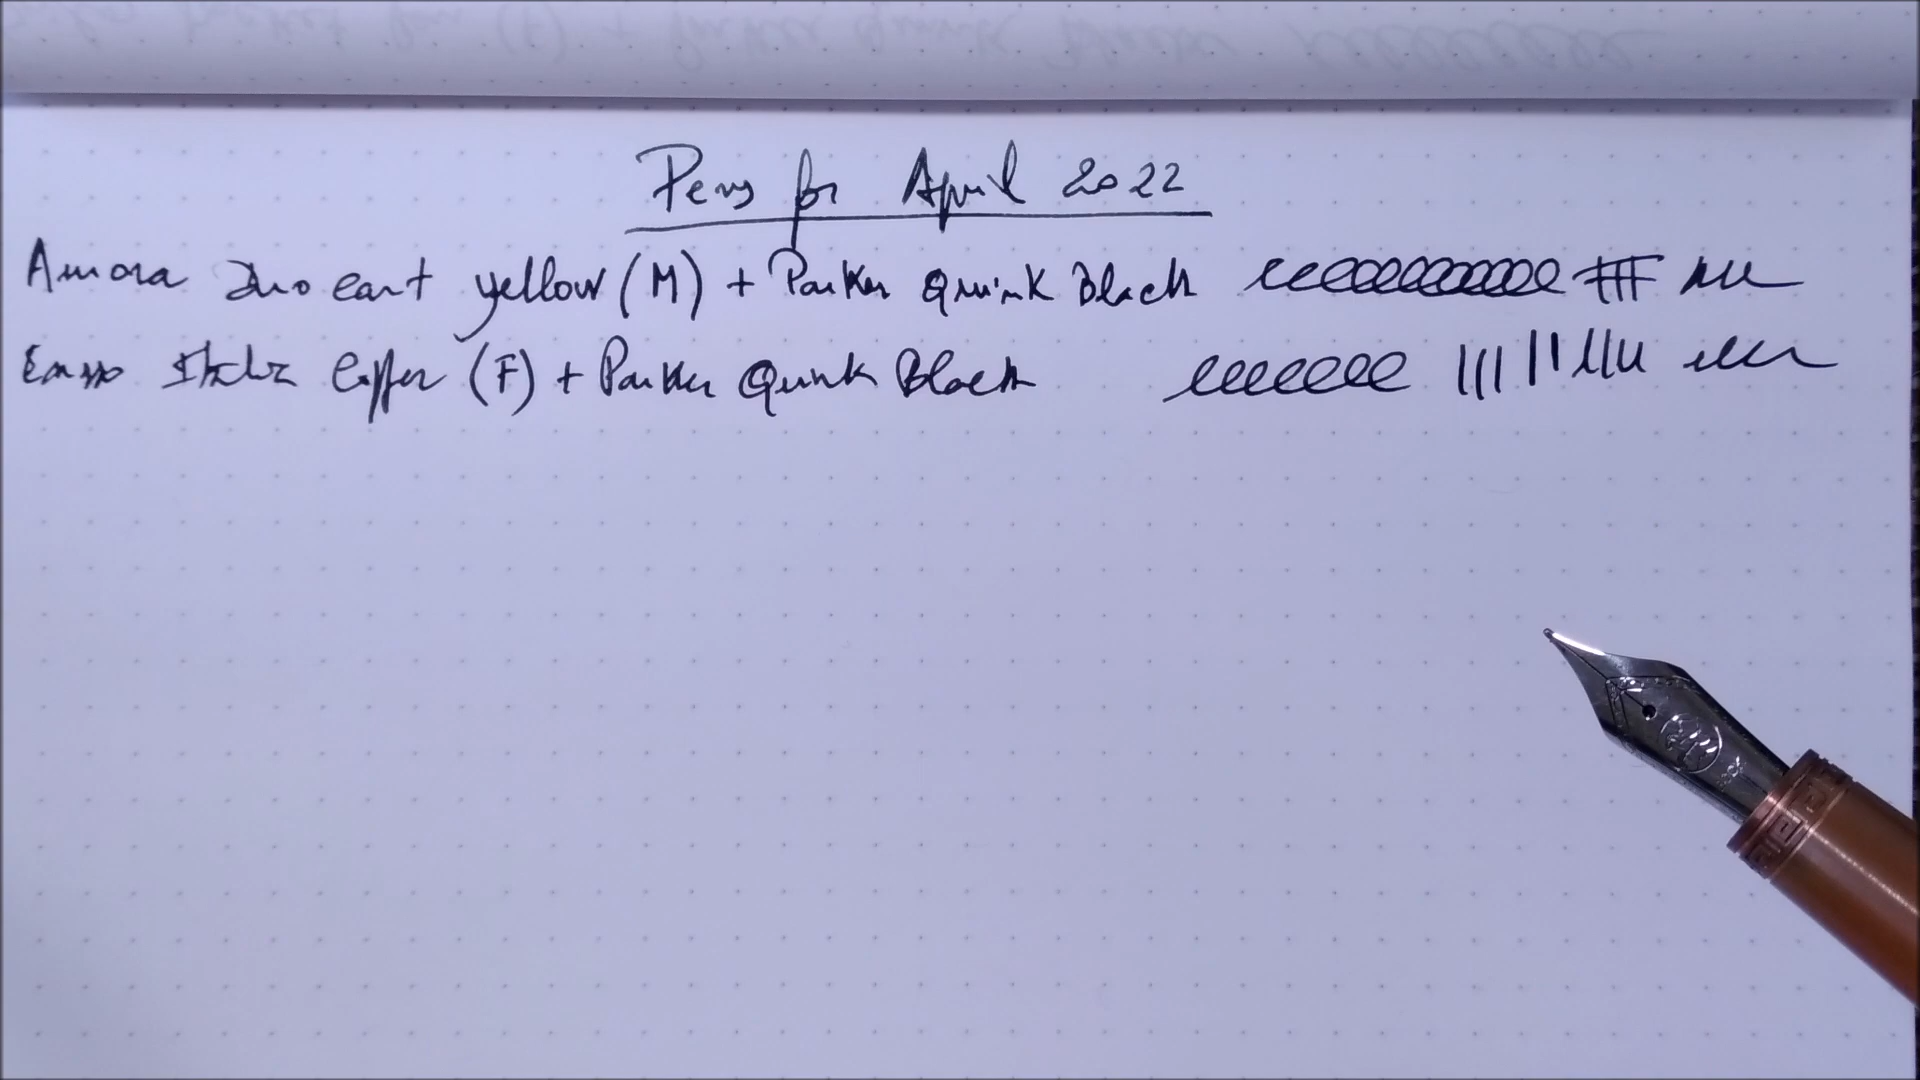 Pens for April 2022
Aurora Duo cart yellow (M) + Parker Quink Black
Ensso Italia Copper (F) + Parker Quink Black